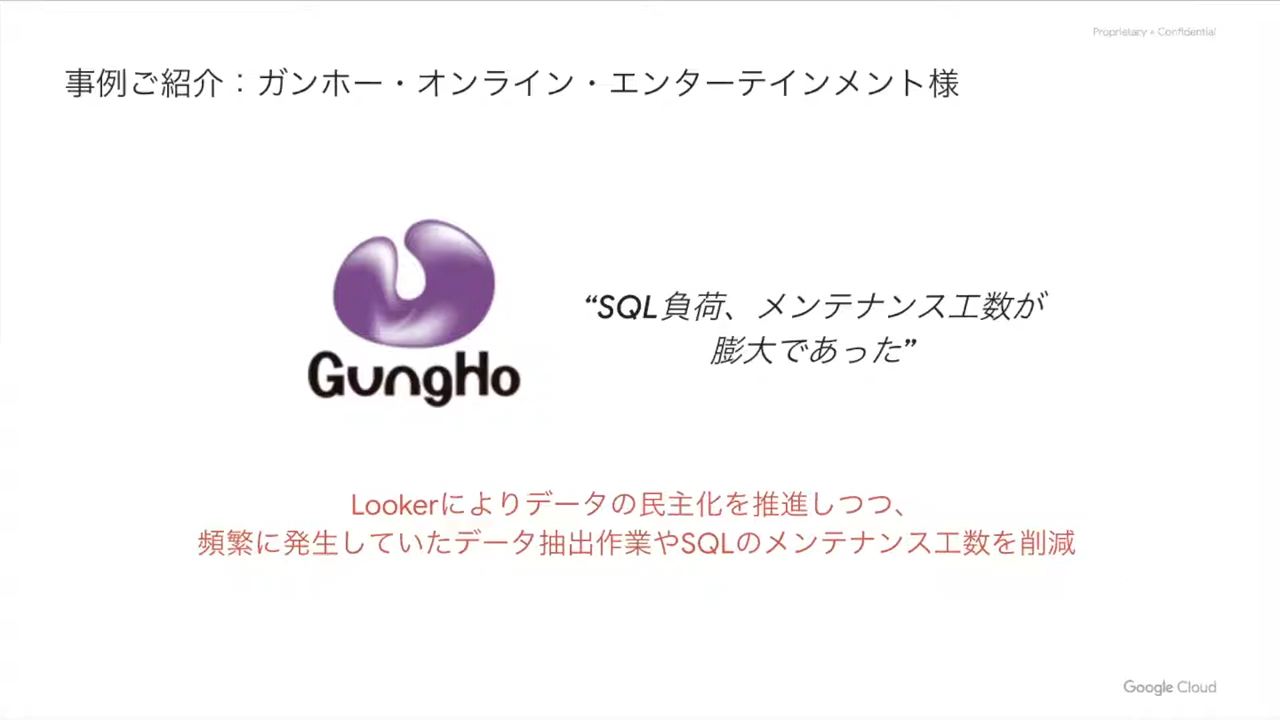 Proprietary + Confidential
事例ご紹介：ガンホー・オンライン・エンターテインメント様
GungHo
“SQL負荷、メンテナンス工数が
膨大であった”
Lookerによりデータの民主化を推進しつつ、
頻繁に発生していたデータ抽出作業やSQLのメンテナンス工数を削減
Google Cloud